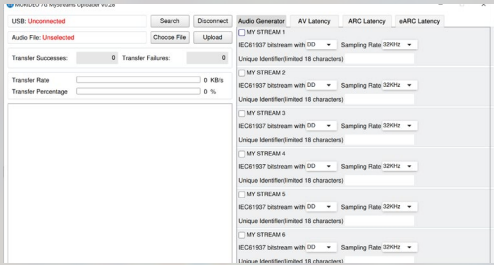 MURIDEO 7G MyStreams Uploader v0.28
USB: Unconnected Search Disconnect
Audio File: Unselected Choose File Upload
Transfer Successes: 0 Transfer Failures: 0
Transfer Rate 0 KB/s
Transfer Percentage 0 %
Audio Generator AV Latency ARC Latency eARC Latency
MY STREAM 1
IEC61937 bitstream with DD Sampling Rate 32KHz
Unique Identifier(limited 18 characters)
MY STREAM 2
IEC61937 bitstream with DD Sampling Rate 32KHz
Unique Identifier(limited 18 characters)
MY STREAM 3
IEC61937 bitstream with DD Sampling Rate 32KHz
Unique Identifier(limited 18 characters)
MY STREAM 4
IEC61937 bitstream with DD Sampling Rate 32KHz
Unique Identifier(limited 18 characters)
MY STREAM 5
IEC61937 bitstream with DD Sampling Rate 32KHz
Unique Identifier(limited 18 characters)
MY STREAM 6
IEC61937 bitstream with DD Sampling Rate 32KHz
Unique Identifier(limited 18 characters)